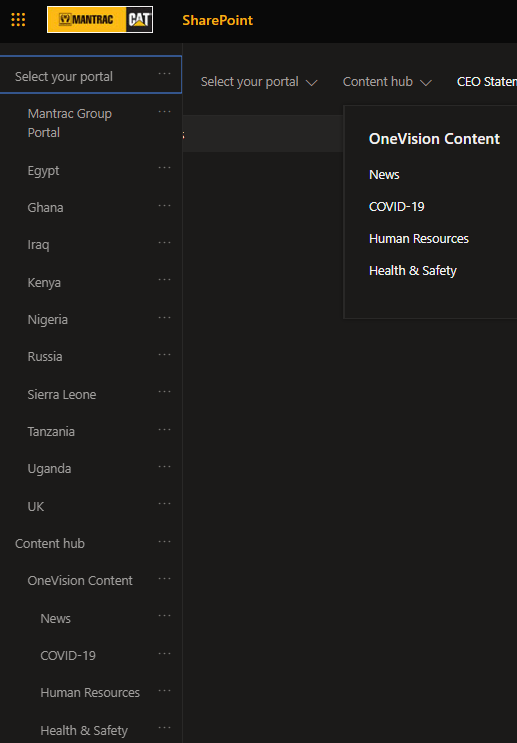 MANTRAC CAT SharePoint
Select your portal
Mantrac Group
Portal
Egypt
Ghana
Iraq
Kenya
Nigeria
Russia
Sierra Leone
Tanzania
Uganda
UK
Content hub
OneVision Content
News
COVID-19
Human Resources
Health & Safety
Select your portal Content hub CEO Statem
s
OneVision Content
News
COVID-19
Human Resources
Health & Safety